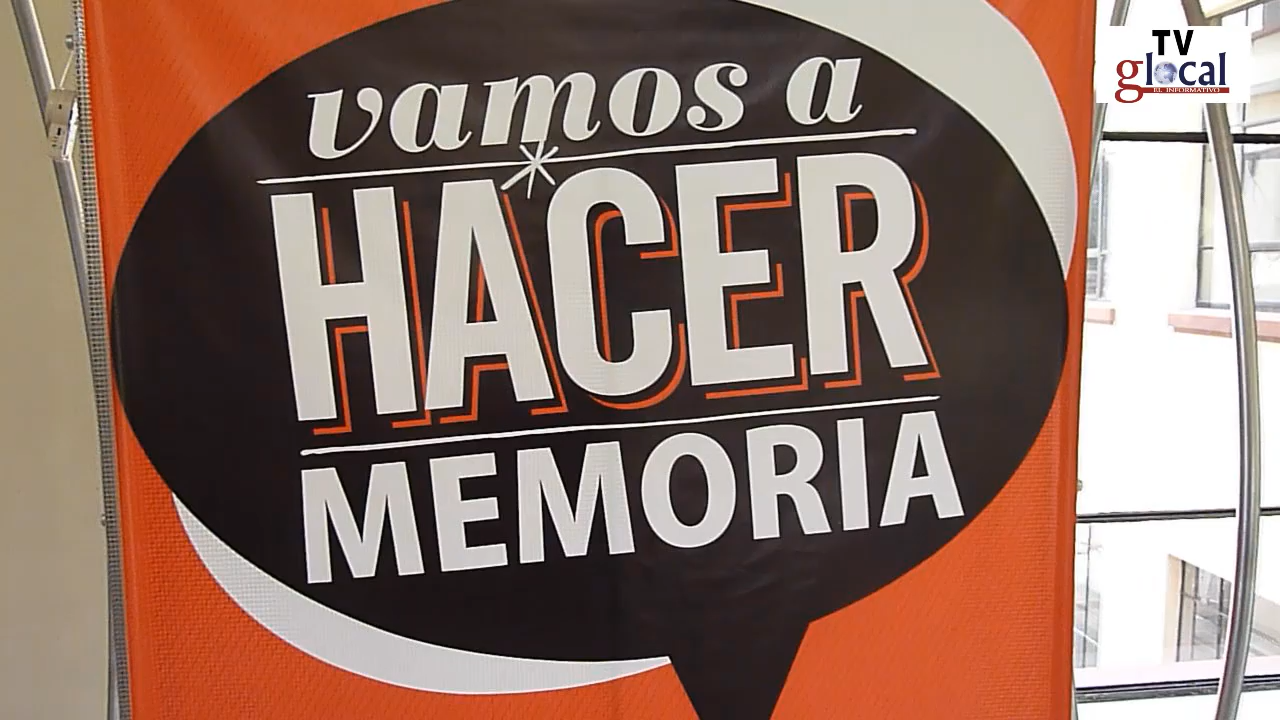 TV
glocal
EL INFORMATIVO
vamos a
HACER
MEMORIA